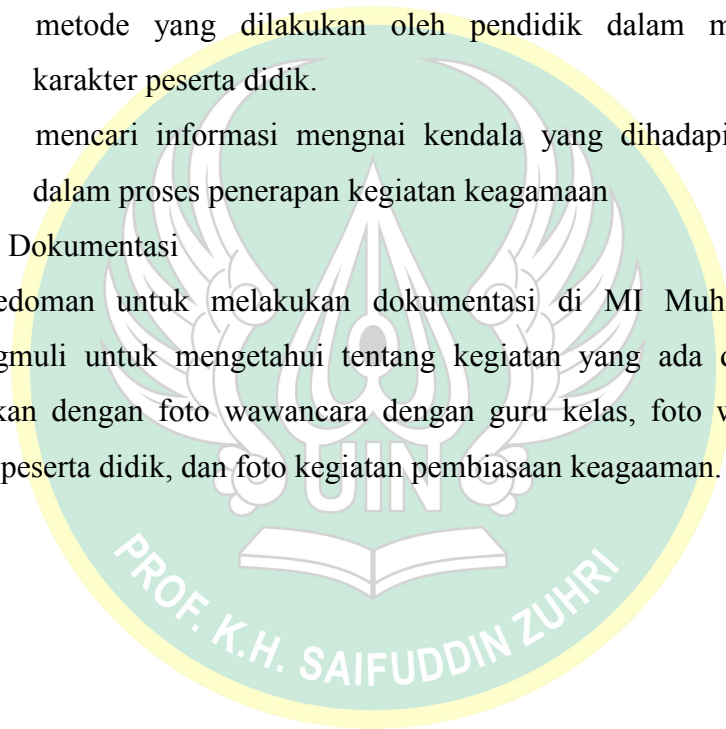 metode yang dilakukan oleh pendidik dalam m
karakter peserta didik.
mencari informasi mengnai kendala yang dihadapi
dalam proses penerapan kegiatan keagamaan
Dokumentasi
edoman untuk melakukan dokumentasi di MI Muh
gmuli untuk mengetahui tentang kegiatan yang ada d
kan dengan foto wawancara dengan guru kelas, foto w
peserta didik, dan foto kegiatan pembiasaan keagaaman.
UIN
PROF. K.H. SAIFUDDIN ZUHRI